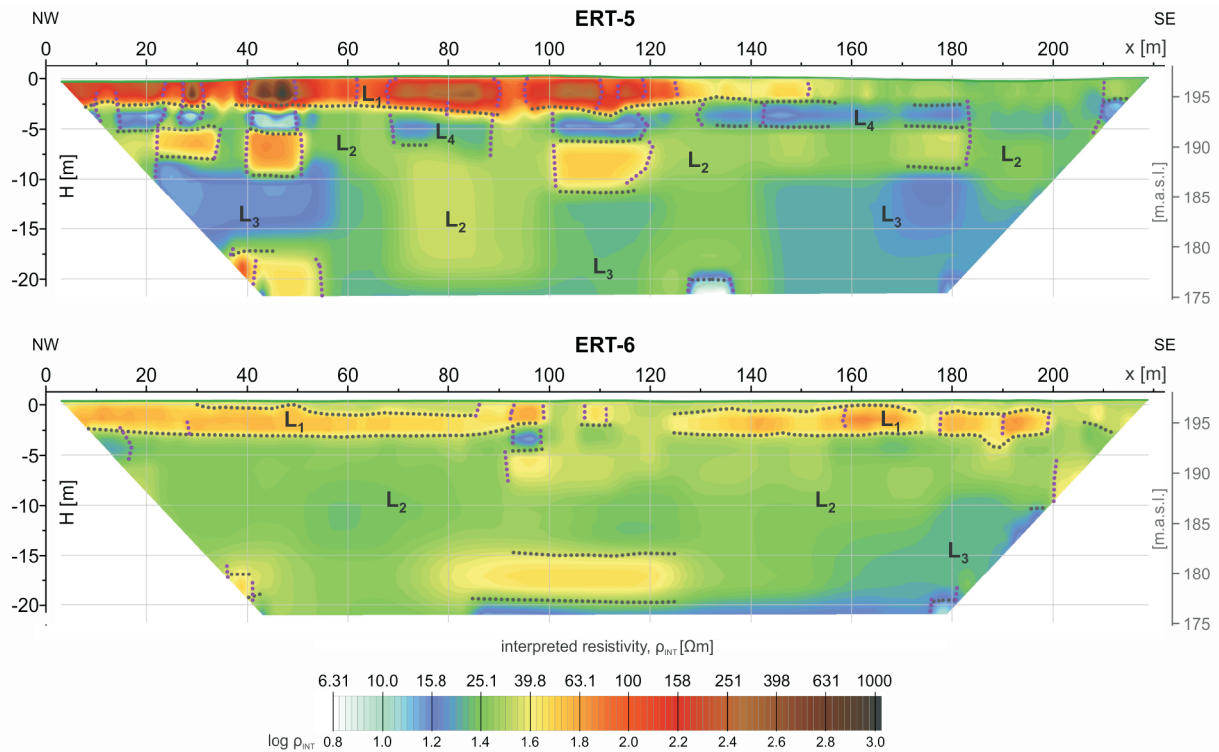 NW ERT-5 SE
0 20 40 60 80 100 120 140 160 180 200 x [m]
0
-5
-10
-15
-20
H [m]
195
190
185
180
175
[m.a.s.l.]
L₁
L₄ L₄
L₂ L₂ L₂
L₃ L₂ L₃
L₃
NW ERT-6 SE
0 20 40 60 80 100 120 140 160 180 200 x [m]
0
-5
-10
-15
-20
H [m]
195
190
185
180
175
[m.a.s.l.]
L₁ L₁
L₂ L₂
L₃
interpreted resistivity, ρINT [Ωm]
6.31 10.0 15.8 25.1 39.8 63.1 100 158 251 398 631 1000
log ρINT 0.8 1.0 1.2 1.4 1.6 1.8 2.0 2.2 2.4 2.6 2.8 3.0